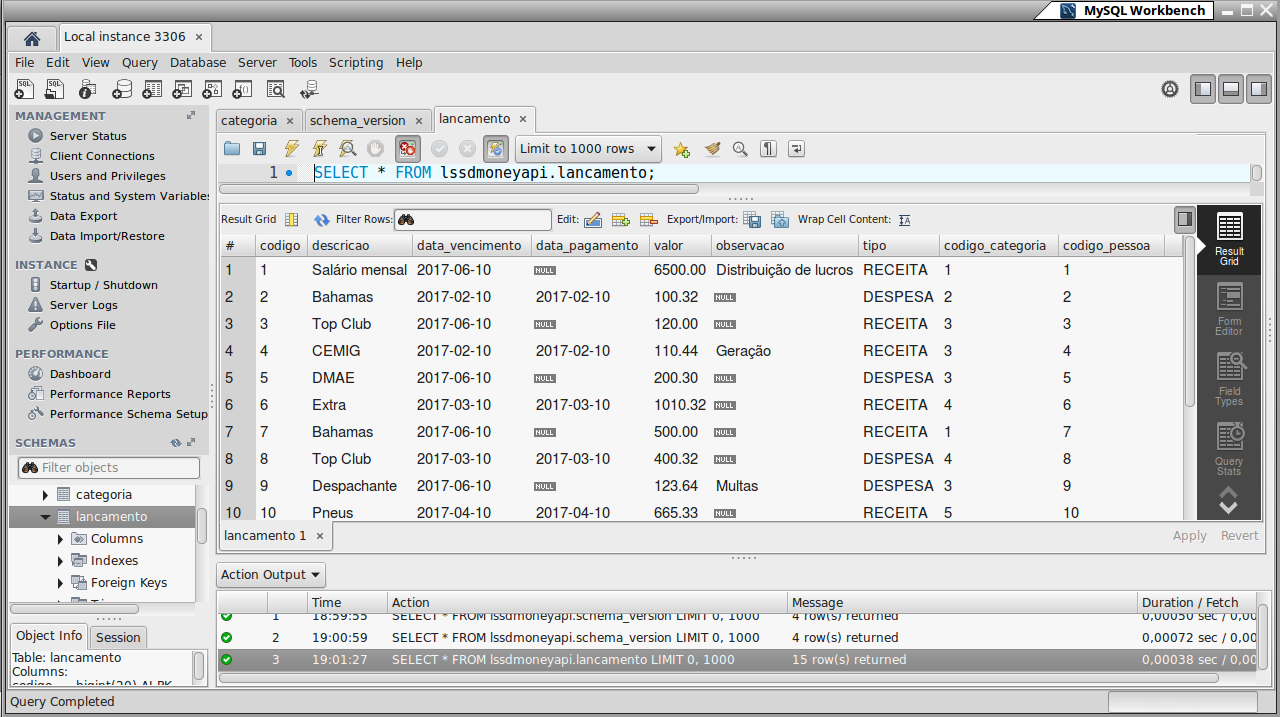 MySQL Workbench
Local instance 3306
File Edit View Query Database Server Tools Scripting Help
MANAGEMENT
Server Status
Client Connections
Users and Privileges
Status and System Variables
Data Export
Data Import/Restore
INSTANCE
Startup / Shutdown
Server Logs
Options File
PERFORMANCE
Dashboard
Performance Reports
Performance Schema Setup
SCHEMAS
Filter objects
categoria
lancamento
Columns
Indexes
Foreign Keys
Object Info Session
Table: lancamento
Columns:
categoria schema_version lancamento
Limit to 1000 rows
1 SELECT * FROM lssdmoneyapi.lancamento;
Result Grid Filter Rows: Edit: Export/Import: Wrap Cell Content:
# codigo descricao data_vencimento data_pagamento valor observacao tipo codigo_categoria codigo_pessoa
1 1 Salário mensal 2017-06-10 NULL 6500.00 Distribuição de lucros RECEITA 1 1
2 2 Bahamas 2017-02-10 2017-02-10 100.32 NULL DESPESA 2 2
3 3 Top Club 2017-06-10 NULL 120.00 NULL RECEITA 3 3
4 4 CEMIG 2017-02-10 2017-02-10 110.44 Geração RECEITA 3 4
5 5 DMAE 2017-06-10 NULL 200.30 NULL DESPESA 3 5
6 6 Extra 2017-03-10 2017-03-10 1010.32 NULL RECEITA 4 6
7 7 Bahamas 2017-06-10 NULL 500.00 NULL RECEITA 1 7
8 8 Top Club 2017-03-10 2017-03-10 400.32 NULL DESPESA 4 8
9 9 Despachante 2017-06-10 NULL 123.64 Multas DESPESA 3 9
10 10 Pneus 2017-04-10 2017-04-10 665.33 NULL RECEITA 5 10
Result
Grid
Form
Editor
Field
Types
Query
Stats
lancamento 1
Apply Revert
Action Output
Time Action Message Duration / Fetch
1 18:59:55 SELECT * FROM lssdmoneyapi.schema_version LIMIT 0, 1000 4 row(s) returned 0,00050 sec / 0,00
2 19:00:59 SELECT * FROM lssdmoneyapi.schema_version LIMIT 0, 1000 4 row(s) returned 0,00072 sec / 0,00
3 19:01:27 SELECT * FROM lssdmoneyapi.lancamento LIMIT 0, 1000 15 row(s) returned 0,00038 sec / 0,00
Query Completed